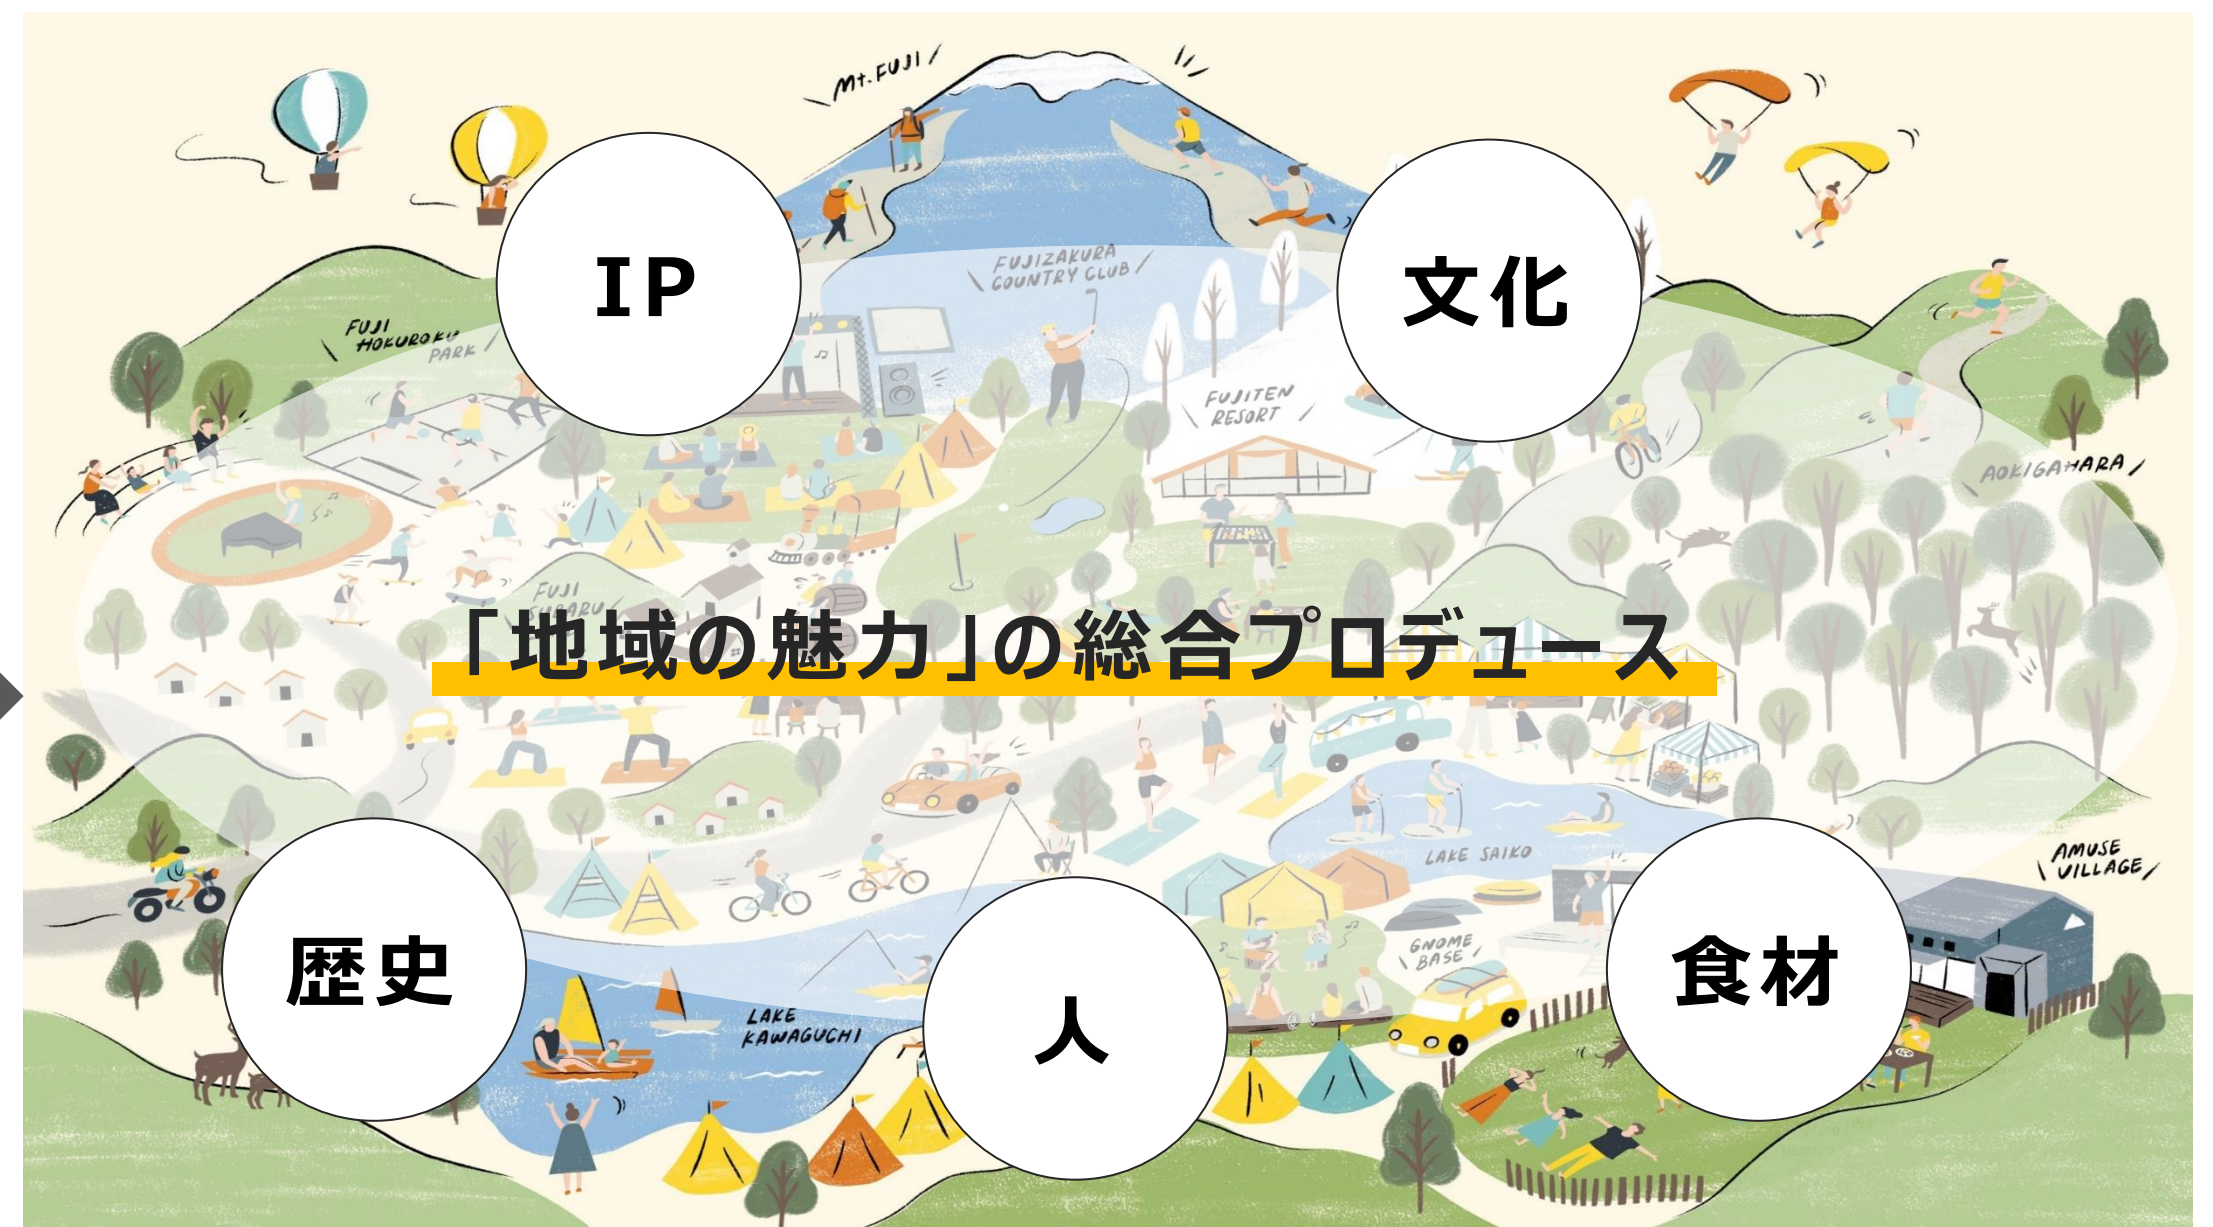 Mt. FUJI
IP
文化
FUJIZAKURA
COUNTRY CLUB
FUJI
HOKUROKU
PARK
FUJITEN
RESORT
AOKIGAHARA
FUJI
SUBARU
「地域の魅力」の総合プロデュース
LAKE SAIKO
AMUSE
VILLAGE
GNOME
BASE
歴史
食材
LAKE
KAWAGUCHI
人